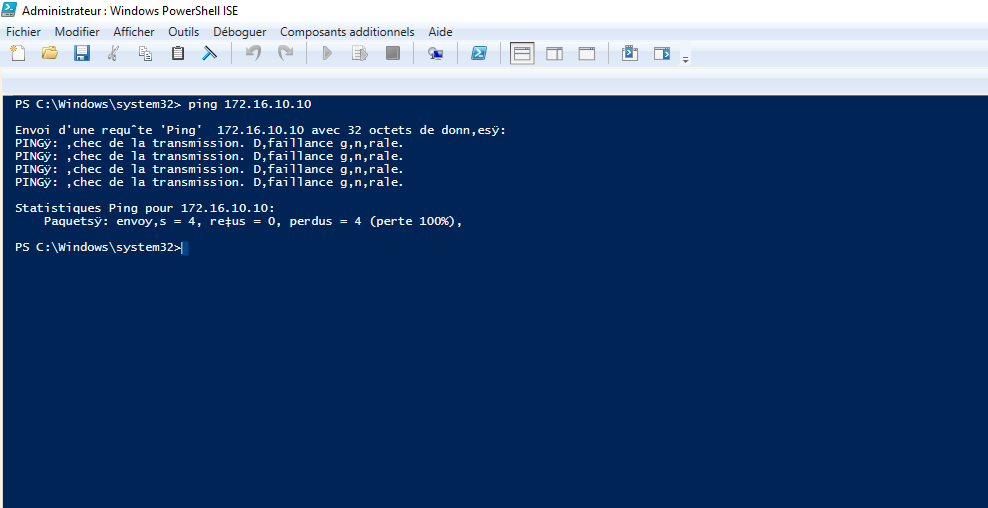 Administrateur : Windows PowerShell ISE
Fichier Modifier Afficher Outils Déboguer Composants additionnels Aide
PS C:\Windows\system32> ping 172.16.10.10
Envoi d'une requˆte 'Ping'  172.16.10.10 avec 32 octets de donn‚esÿ:
PINGÿ: ‚chec de la transmission. D‚faillance g‚n‚rale.
PINGÿ: ‚chec de la transmission. D‚faillance g‚n‚rale.
PINGÿ: ‚chec de la transmission. D‚faillance g‚n‚rale.
PINGÿ: ‚chec de la transmission. D‚faillance g‚n‚rale.
Statistiques Ping pour 172.16.10.10:
Paquetsÿ: envoy‚s = 4, re‡us = 0, perdus = 4 (perte 100%),
PS C:\Windows\system32>